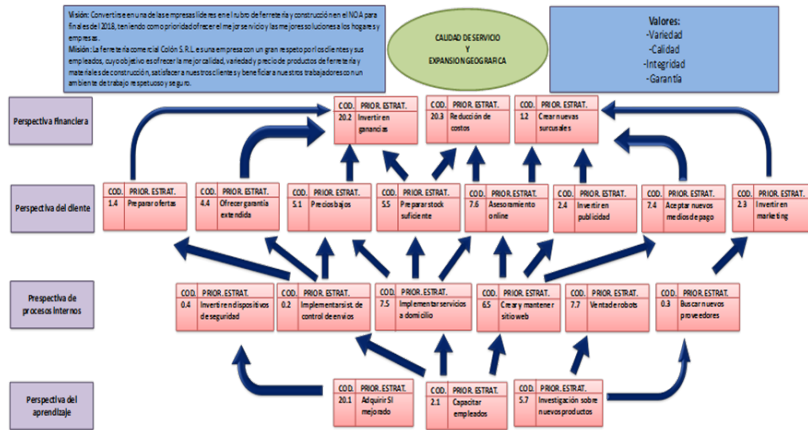 Visión: Convertirse en una de las empresas líderes en el rubro de ferretería y construcción en el NOA para
finales del 2018, teniendo como prioridad ofrecer el mejor servicio y las mejores soluciones a los hogares y
empresas.
Misión: La ferretería comercial Colón S.R.L. es una empresa con un gran respeto por los clientes y sus
empleados, cuyo objetivo es ofrecer la mejor calidad, variedad y precio de productos de ferretería y
materiales de construcción, satisfacer a nuestros clientes y beneficiar a nuestros trabajadores con un
ambiente de trabajo respetuoso y seguro.
CALIDAD DE SERVICIO
Y
EXPANSION GEOGRAFICA
Valores:
-Variedad
-Calidad
-Integridad
-Garantía
Perspectiva Financiera
COD. PRIOR. ESTRAT.
20.2 Invertir en
ganancias
COD. PRIOR. ESTRAT.
20.3 Reducción de
costos
COD. PRIOR. ESTRAT.
1.2 Crear nuevas
surcusales
Perspectiva del cliente
COD. PRIOR. ESTRAT.
1.4 Preparar ofertas
COD. PRIOR. ESTRAT.
4.4 Ofrecer garantía
extendida
COD. PRIOR. ESTRAT.
5.1 Precios bajos
COD. PRIOR. ESTRAT.
5.5 Preparar stock
suficiente
COD. PRIOR. ESTRAT.
7.6 Asesoramiento
online
COD. PRIOR. ESTRAT.
2.4 Invertir en
publicidad
COD. PRIOR. ESTRAT.
7.4 Aceptar nuevos
medios de pago
COD. PRIOR. ESTRAT.
2.3 Invertir en
marketing
Prespectiva de
procesos internos
COD. PRIOR. ESTRAT.
0.4 Invertir en dispositivos
de seguridad
COD. PRIOR. ESTRAT.
0.2 Implementar sist. de
control de envios
COD. PRIOR. ESTRAT.
7.5 Implementar servicios
a domicilio
COD. PRIOR. ESTRAT.
6.5 Crear y mantener
sitio web
COD. PRIOR. ESTRAT.
7.7 Venta de robots
COD. PRIOR. ESTRAT.
0.3 Buscar nuevos
proveedores
Perspectiva del
aprendizaje
COD. PRIOR. ESTRAT.
20.1 Adquirir SI
mejorado
COD. PRIOR. ESTRAT.
2.1 Capacitar
empleados
COD. PRIOR. ESTRAT.
5.7 Investigación sobre
nuevos productos